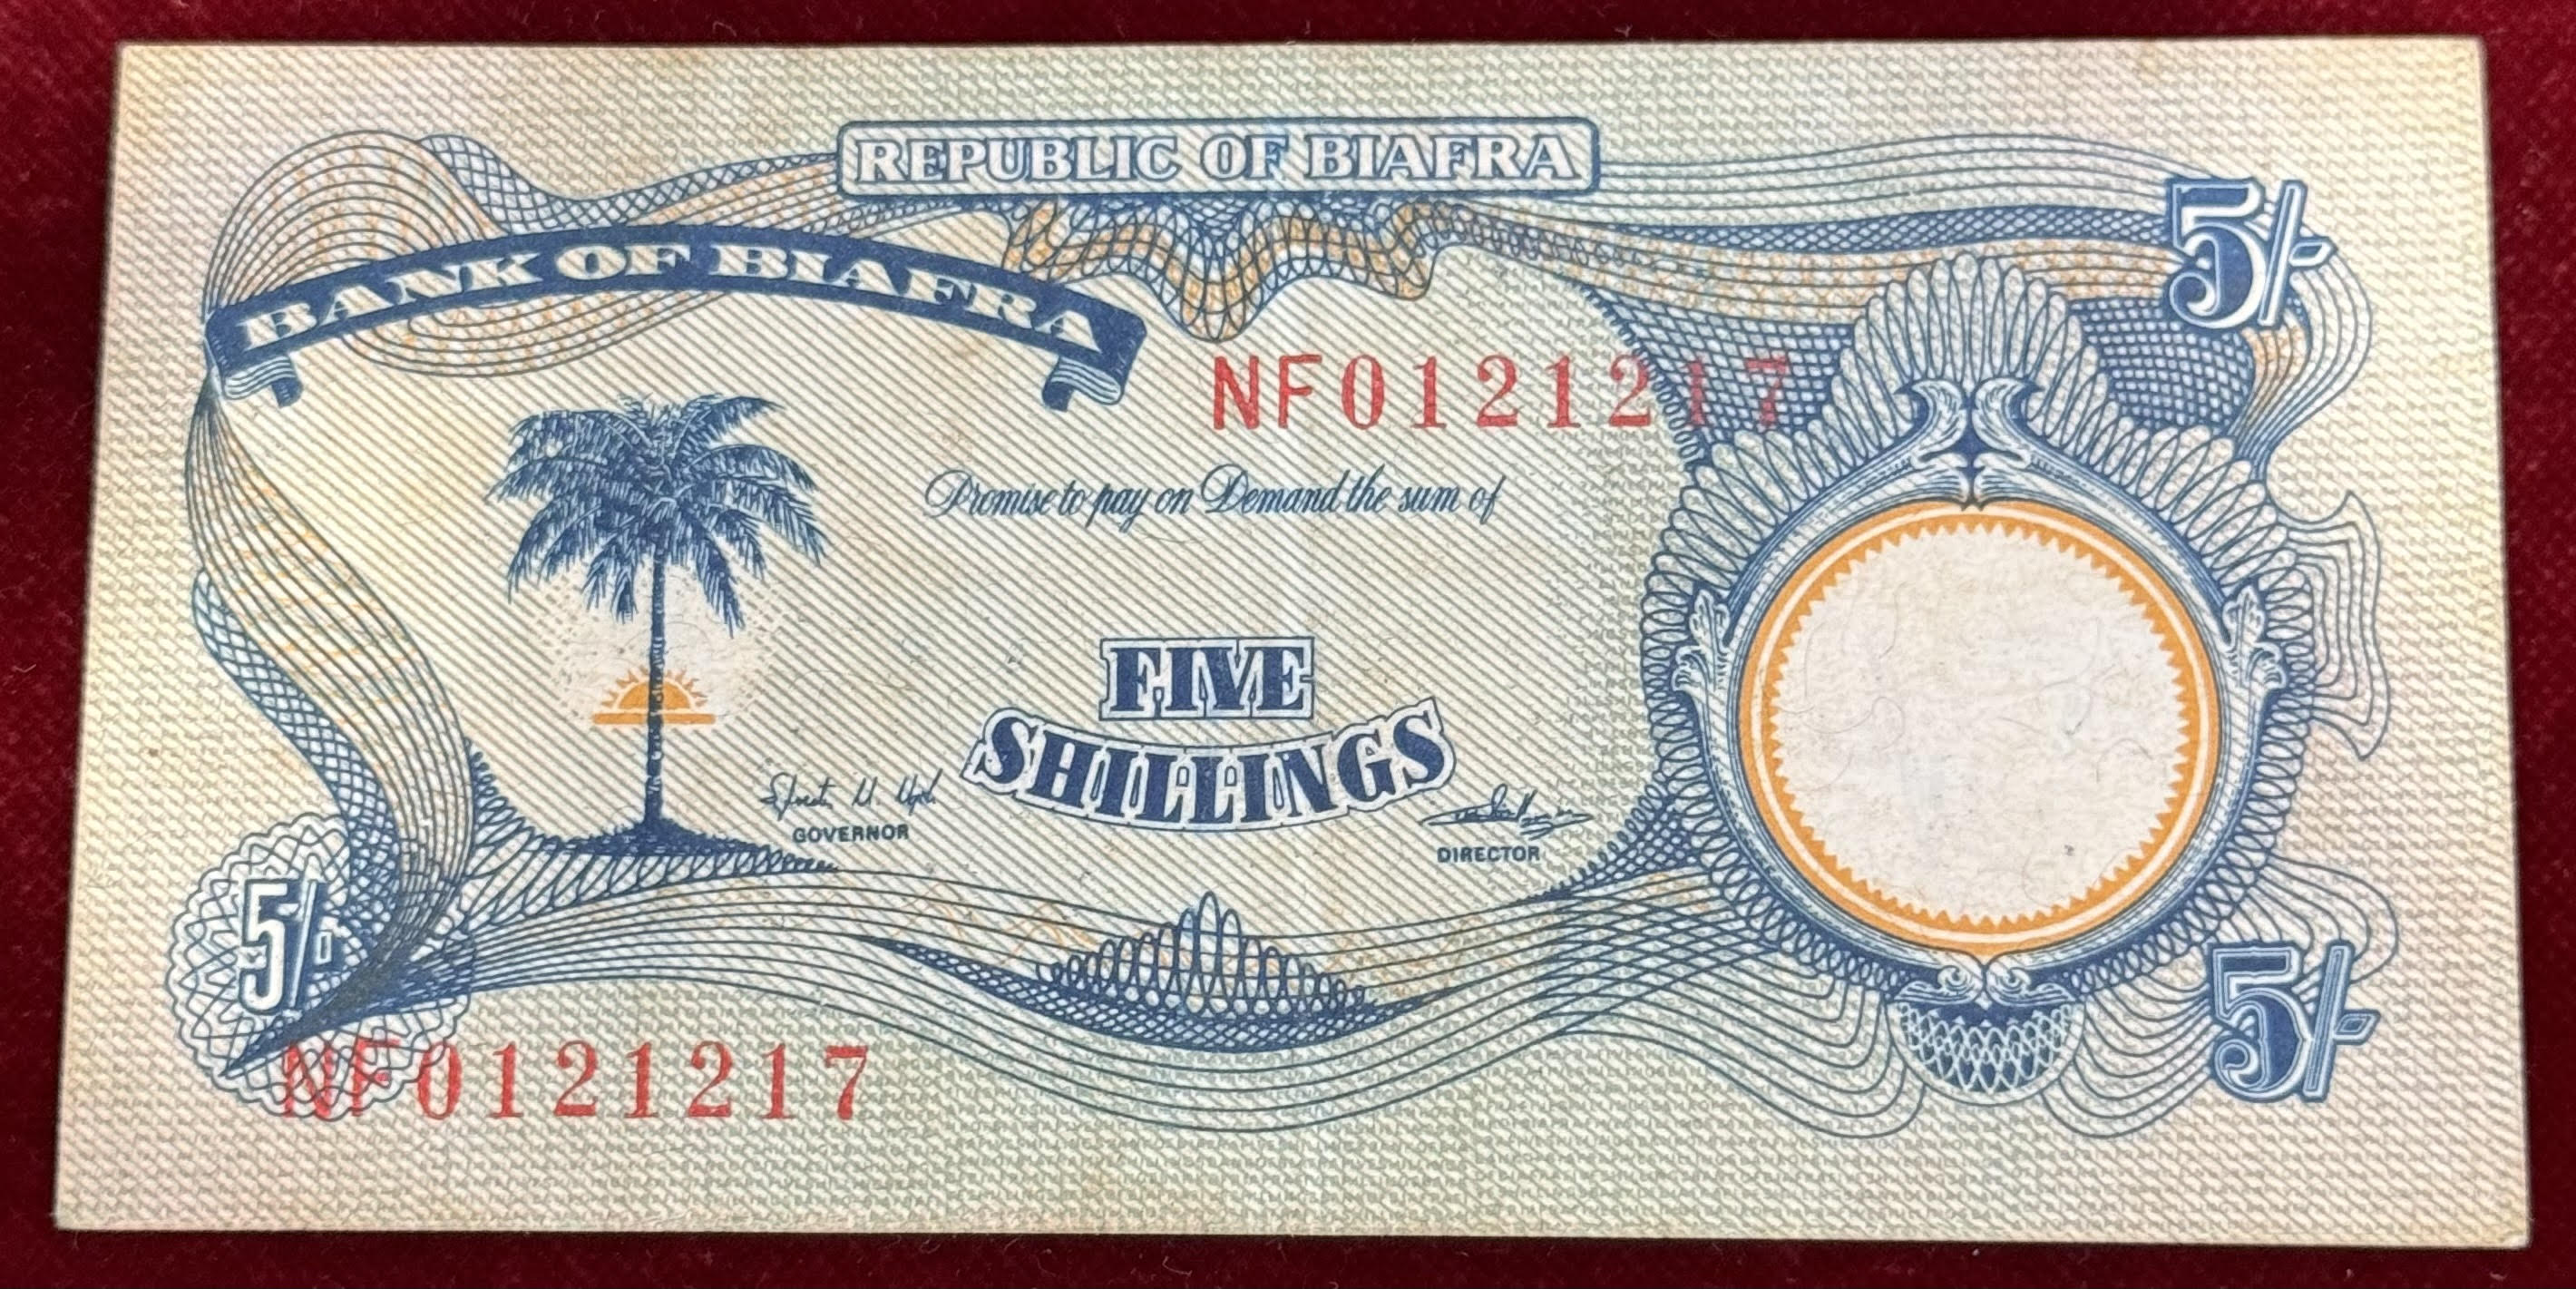 REPUBLIC OF BIAFRA
5/-
BANK OF BIAFRA
NF0121217
Promise to pay on Demand the sum of
FIVE
SHILLINGS
GOVERNOR
DIRECTOR
5/-
5/-
NF0121217